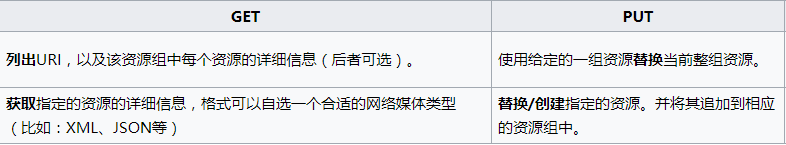 GET
PUT
列出URI，以及该资源组中每个资源的详细信息（后者可选）。
使用给定的一组资源替换当前整组资源。
获取指定的资源的详细信息，格式可以自选一个合适的网络媒体类型
（比如：XML、JSON等）
替换/创建指定的资源。并将其追加到相应
的资源组中。